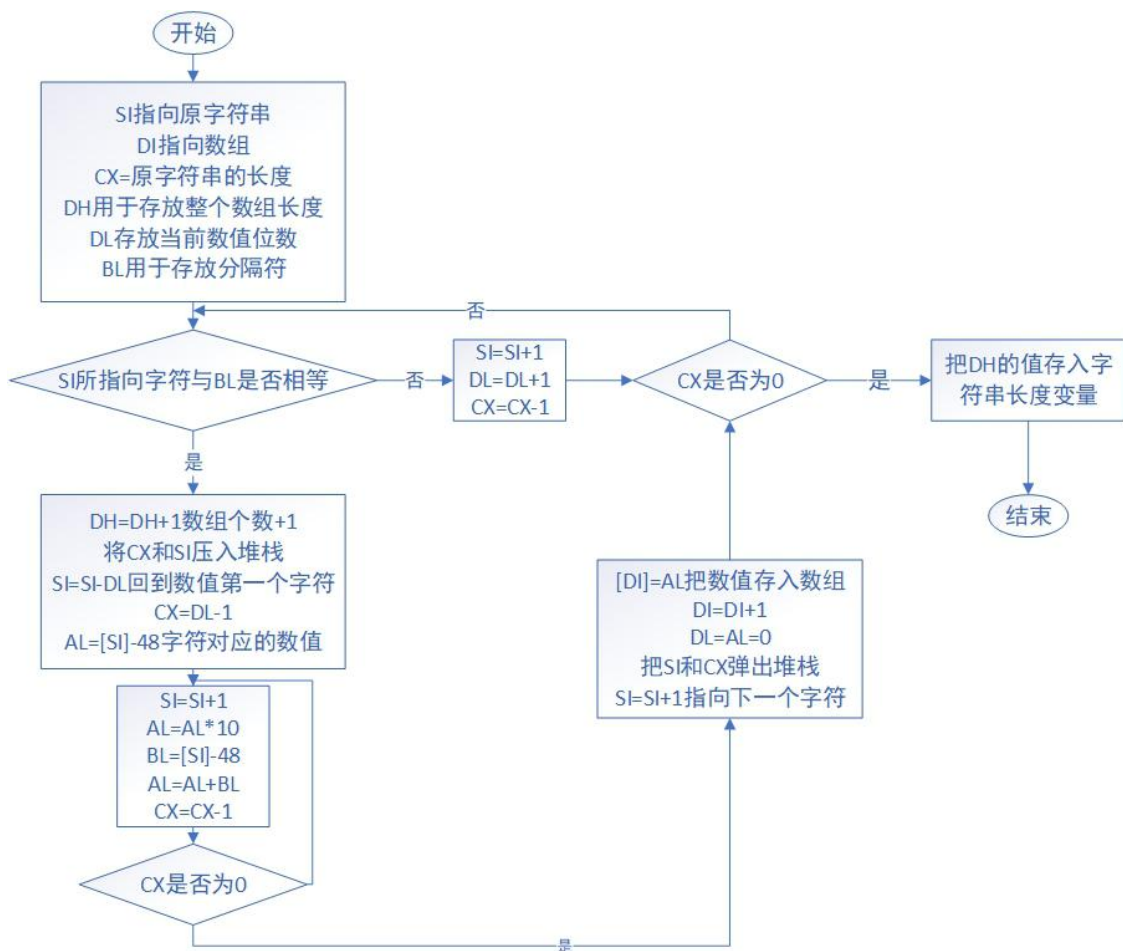 开始
SI指向原字符串
DI指向数组
CX=原字符串的长度
DH用于存放整个数组长度
DL存放当前数值位数
BL用于存放分隔符
否
SI所指向字符与BL是否相等
否
SI=SI+1
DL=DL+1
CX=CX-1
CX是否为0
是
把DH的值存入字
符串长度变量
结束
是
DH=DH+1数组个数+1
将CX和SI压入堆栈
SI=SI-DL回到数值第一个字符
CX=DL-1
AL=[SI]-48字符对应的数值
SI=SI+1
AL=AL*10
BL=[SI]-48
AL=AL+BL
CX=CX-1
CX是否为0
是
[DI]=AL把数值存入数组
DI=DI+1
DL=AL=0
把SI和CX弹出堆栈
SI=SI+1指向下一个字符